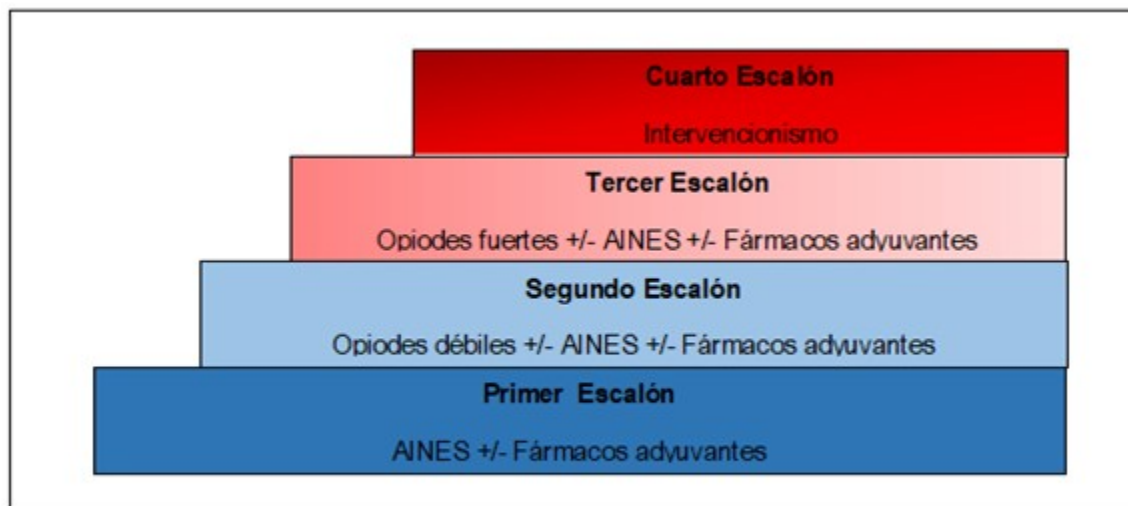 Cuarto Escalón
Intervencionismo
Tercer Escalón
Opiodes fuertes +/- AINES +/- Fármacos adyuvantes
Segundo Escalón
Opiodes débiles +/- AINES +/- Fármacos adyuvantes
Primer Escalón
AINES +/- Fármacos adyuvantes